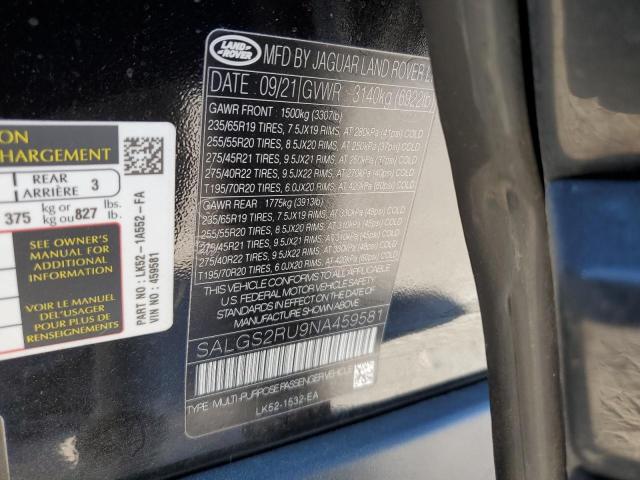 ION
CHARGEMENT
REAR
ARRIÈRE 3
375 kg or kg ou 827 lbs. lb.
SEE OWNER'S
MANUAL FOR
ADDITIONAL
INFORMATION
VOIR LE MANUEL
DE L'USAGER
POUR PLUS DE
RENSEIGNEMENTS
PART NO : LK52-1A552-FA
VIN NO : 459581
LAND ROVER
MFD BY JAGUAR LAND ROVER
DATE : 09/21 GVWR : 3140kg (6922lb)
GAWR FRONT : 1500kg (3307lb)
235/65R19 TIRES, 7.5JX19 RIMS, AT 280kPa (41psi) COLD
255/55R20 TIRES, 8.5JX20 RIMS, AT 250kPa (37psi) COLD
275/45R21 TIRES, 9.5JX21 RIMS, AT 250kPa (37psi) COLD
275/40R22 TIRES, 9.5JX22 RIMS, AT 270kPa (40psi) COLD
T195/70R20 TIRES, 6.0JX20 RIMS, AT 420kPa (60psi) COLD
GAWR REAR : 1775kg (3913lb)
235/65R19 TIRES, 7.5JX19 RIMS, AT 330kPa (48psi) COLD
255/55R20 TIRES, 8.5JX20 RIMS, AT 310kPa (45psi) COLD
275/45R21 TIRES, 9.5JX21 RIMS, AT 310kPa (45psi) COLD
275/40R22 TIRES, 9.5JX22 RIMS, AT 330kPa (48psi) COLD
T195/70R20 TIRES, 6.0JX20 RIMS, AT 420kPa (60psi) COLD
THIS VEHICLE CONFORMS TO ALL APPLICABLE
U.S. FEDERAL MOTOR VEHICLE SAFETY
STANDARDS IN EFFECT ON THE DATE OF
MANUFACTURE SHOWN ABOVE.
SALGS2RU9NA459581
TYPE: MULTI-PURPOSE PASSENGER VEHICLE
LK52-1532-EA